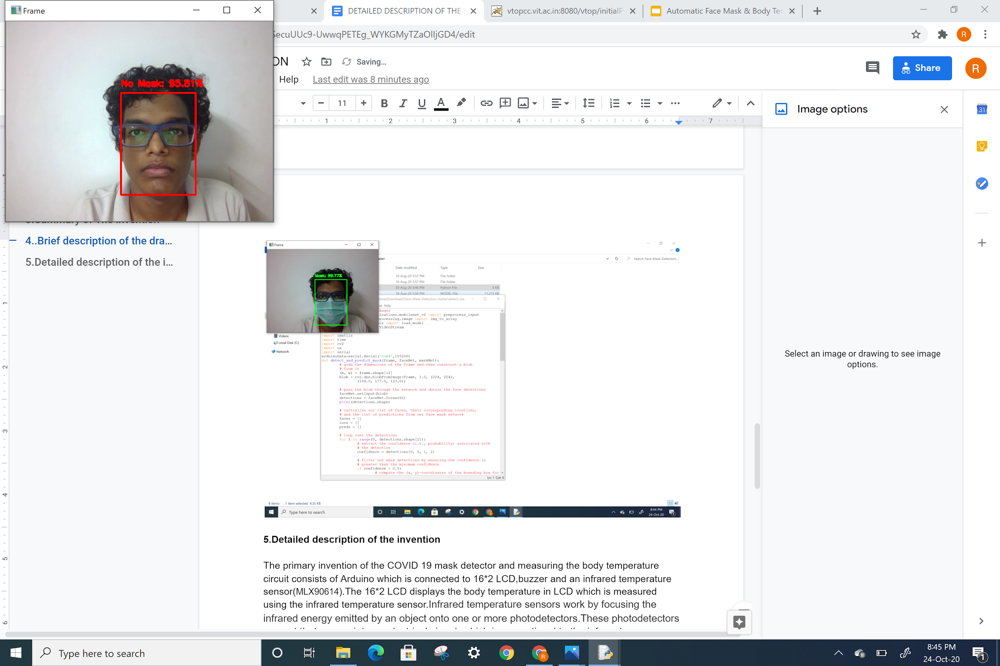 Frame
DETAILED DESCRIPTION OF THE
vtopcc.vit.ac.in:8080/vtop/initialP
Automatic Face Mask & Body Ten
SecuUUc9-UwwqPETEg_WYKGMyTZaOlIjGD4/edit
R
No Mask: 95.81%
ON
Saving...
Share
R
Help
Last edit was 8 minutes ago
11
B I U A
1 2 3 4 5 6 7
Image options
31
Select an image or drawing to see image
options.
3.Summary of The invention
4..Brief description of the dra...
5.Detailed description of the i...
1
1
2
3
4
5
6
Frame
Mask: 99.77%
Search Face-Mask-Detection...
Date modified Type Size
16-Aug-20 5:57 PM File folder
16-Aug-20 5:57 PM File folder
30-Aug-20 3:46 PM Python File 5 KB
16-Aug-20 5:56 PM MODEL File 11,215 KB
\Downloads\Face-Mask-Detection-master\detect_ma...
Help
Videos
Local Disk (C:)
Network
kages
ications.mobilenet_v2 import preprocess_input
rocessing.image import img_to_array
ls import load_model
VideoStream
import imutils
import time
import cv2
import os
import serial
arduinoData=serial.Serial('com4',115200)
def detect_and_predict_mask(frame, faceNet, maskNet):
# grab the dimensions of the frame and then construct a blob
# from it
(h, w) = frame.shape[:2]
blob = cv2.dnn.blobFromImage(frame, 1.0, (224, 224),
(104.0, 177.0, 123.0))
# pass the blob through the network and obtain the face detections
faceNet.setInput(blob)
detections = faceNet.forward()
print(detections.shape)
# initialize our list of faces, their corresponding locations,
# and the list of predictions from our face mask network
faces = []
locs = []
preds = []
# loop over the detections
for i in range(0, detections.shape[2]):
# extract the confidence (i.e., probability) associated with
# the detection
confidence = detections[0, 0, i, 2]
# filter out weak detections by ensuring the confidence is
# greater than the minimum confidence
if confidence > 0.5:
# compute the (x, y)-coordinates of the bounding box for
Ln: 1 Col: 0
8 items 1 item selected 4.35 KB
Type here to search
8:44 PM
24-Oct-20
5.Detailed description of the invention
The primary invention of the COVID 19 mask detector and measuring the body temperature
circuit consists of Arduino which is connected to 16*2 LCD,buzzer and an infrared temperature
sensor(MLX90614).The 16*2 LCD displays the body temperature in LCD which is measured
using the infrared temperature sensor.Infrared temperature sensors work by focusing the
infrared energy emitted by an object onto one or more photodetectors.These photodetectors
Type here to search
R
8:45 PM
24-Oct-20
1